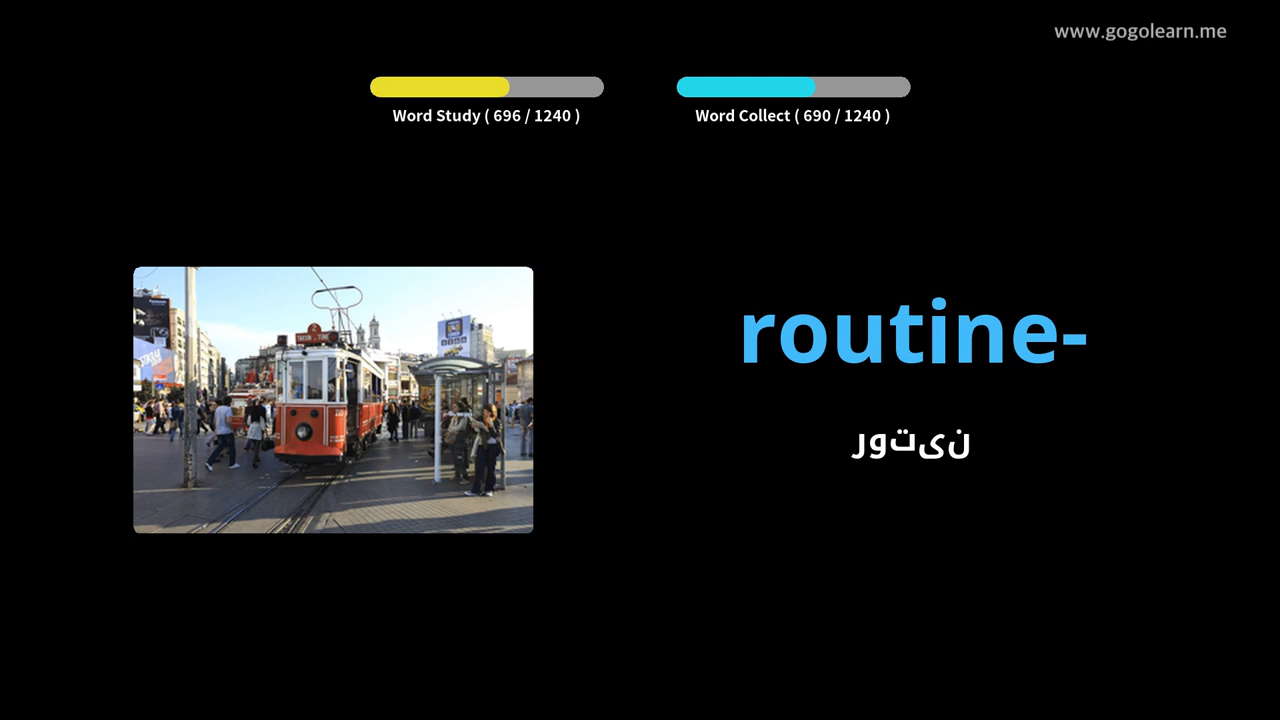 www.gogolearn.me
Word Study ( 696 / 1240 )
Word Collect ( 690 / 1240 )
routine-
روتین